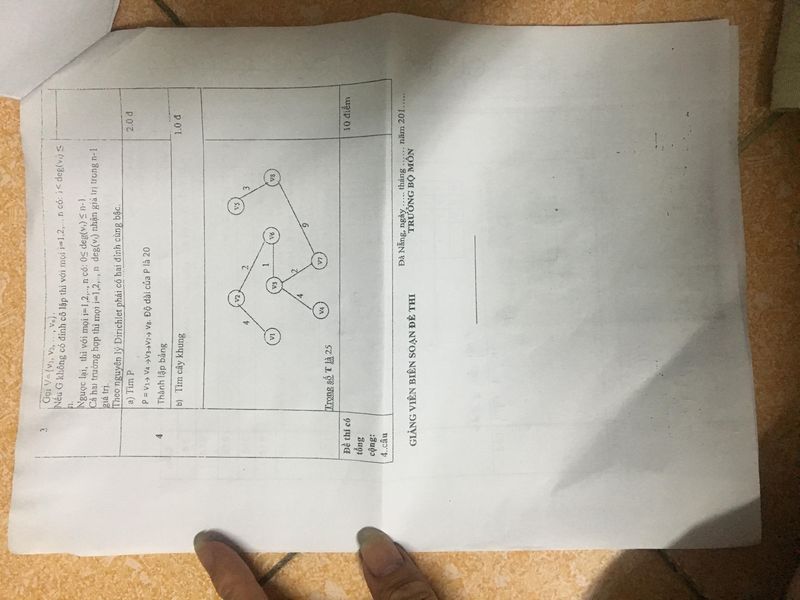 3
Gọi V = {v₁, v₂, …, vₙ}.
Nếu G không có đỉnh cô lập thì với mọi i=1,2,…n có: 1 ≤ deg(vᵢ) ≤
n.
Ngược lại, thì với mọi i=1,2,.., n có: 0≤ deg(vᵢ) ≤ n-1
Cả hai trường hợp thì mọi i=1,2,.., n deg(vᵢ) nhận giá trị trong n-1
giá trị.
Theo nguyên lý Dirichlet phải có hai đỉnh cùng bậc.
4
a) Tìm P
2.0 đ
P = v₁→ v₄ →v₃→v₇→ v₈. Độ dài của P là 20
Thành lập bảng
b) Tìm cây khung
1.0 đ
v5
3
v8
v2
2
v6
4
1
9
v1
v3
2
v7
4
v4
Trọng số T là 25
Đề thi có
tổng
cộng:
4..câu
10 điểm
Đà Nẵng, ngày ….. tháng …… năm 201……
GIẢNG VIÊN BIÊN SOẠN ĐỀ THI
TRƯỞNG BỘ MÔN